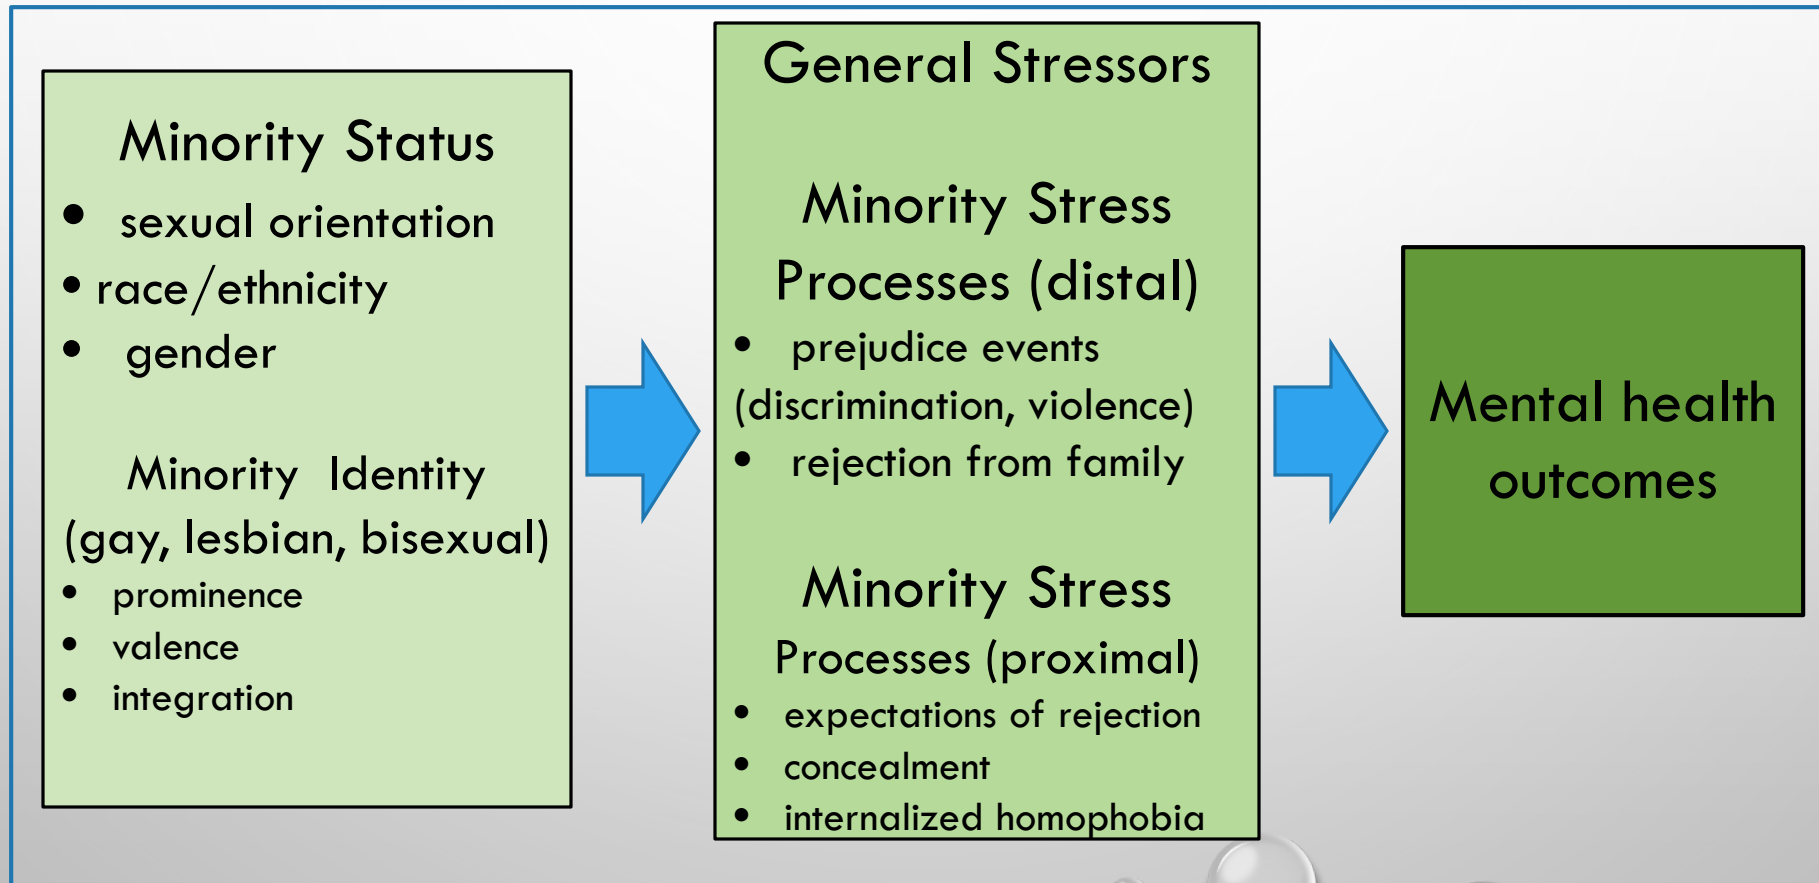 Minority Status
• sexual orientation
• race/ethnicity
• gender
Minority Identity
(gay, lesbian, bisexual)
• prominence
• valence
• integration
General Stressors
Minority Stress
Processes (distal)
• prejudice events
(discrimination, violence)
• rejection from family
Minority Stress
Processes (proximal)
• expectations of rejection
• concealment
• internalized homophobia
Mental health
outcomes